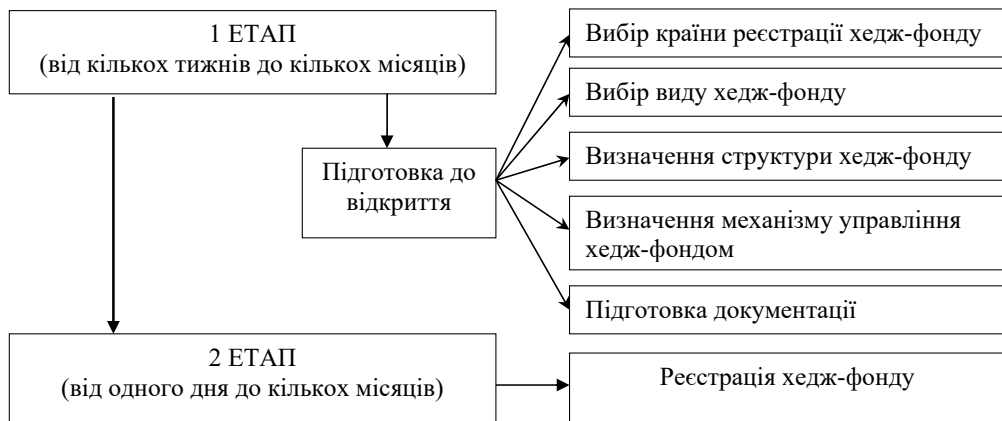 1 ЕТАП
(від кількох тижнів до кількох місяців)
Підготовка до
відкриття
Вибір країни реєстрації хедж-фонду
Вибір виду хедж-фонду
Визначення структури хедж-фонду
Визначення механізму управління
хедж-фондом
Підготовка документації
2 ЕТАП
(від одного дня до кількох місяців)
Реєстрація хедж-фонду